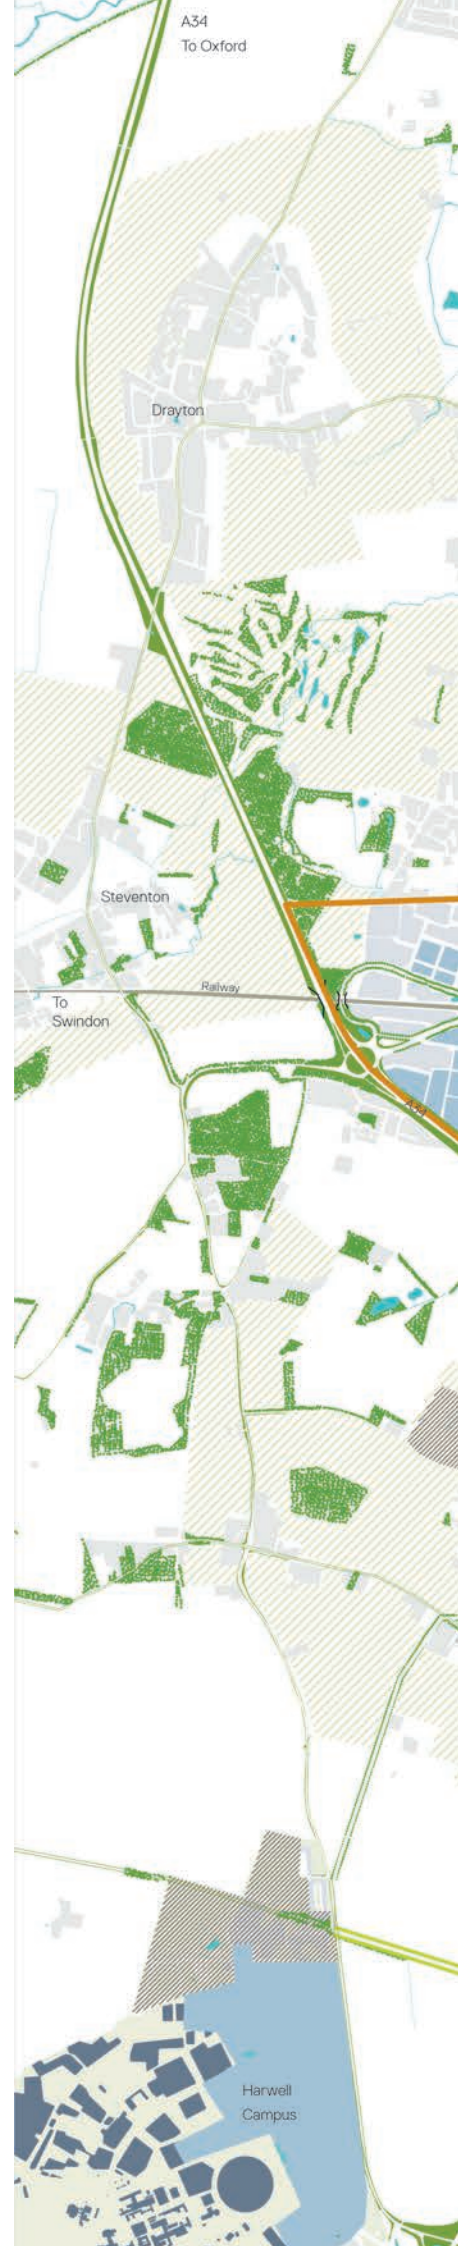 A34
To Oxford
Drayton
Steventon
Railway
To
Swindon
A34
Harwell
Campus